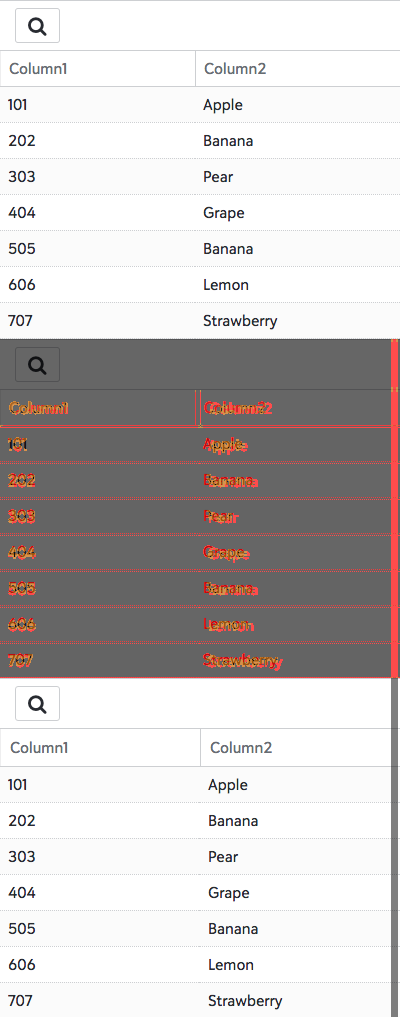 Column1 Column2
101 Apple
202 Banana
303 Pear
404 Grape
505 Banana
606 Lemon
707 Strawberry
Column1 Column2
101 Apple
202 Banana
303 Pear
404 Grape
505 Banana
606 Lemon
707 Strawberry
Column1 Column2
101 Apple
202 Banana
303 Pear
404 Grape
505 Banana
606 Lemon
707 Strawberry